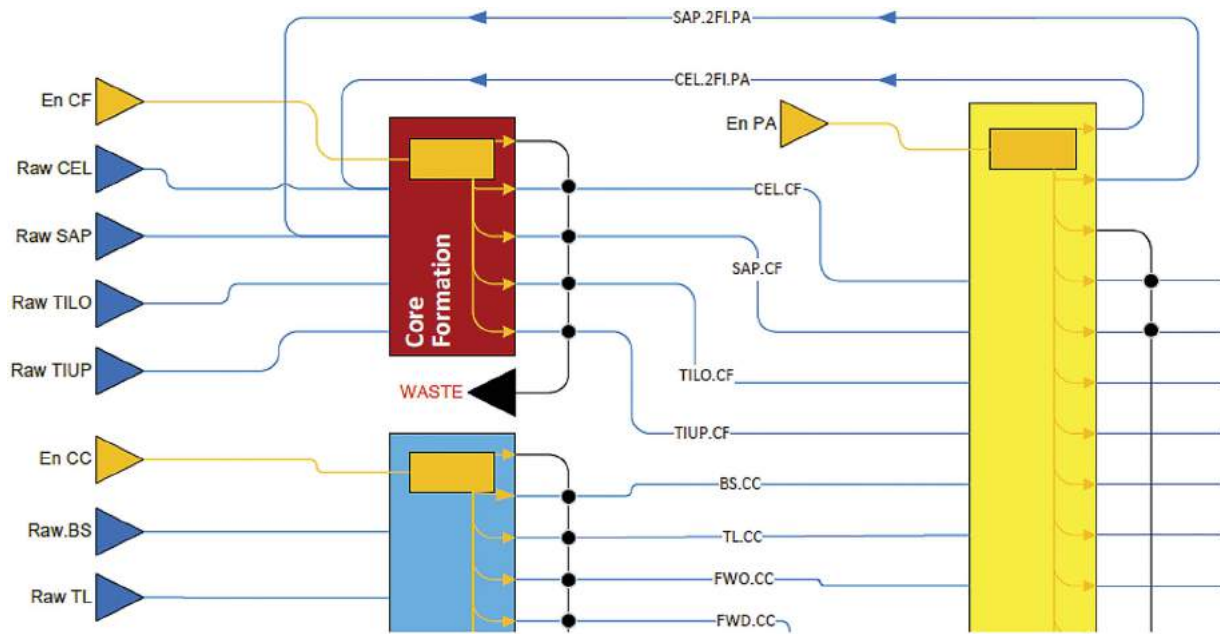 SAP.2FI.PA
CEL.2FI.PA
En CF
En PA
Raw CEL
CEL.CF
Raw SAP
SAP.CF
Raw TILO
Core
Formation
Raw TIUP
TILO.CF
WASTE
TIUP.CF
En CC
BS.CC
Raw.BS
TL.CC
FWO.CC
Raw TL
FWD.CC